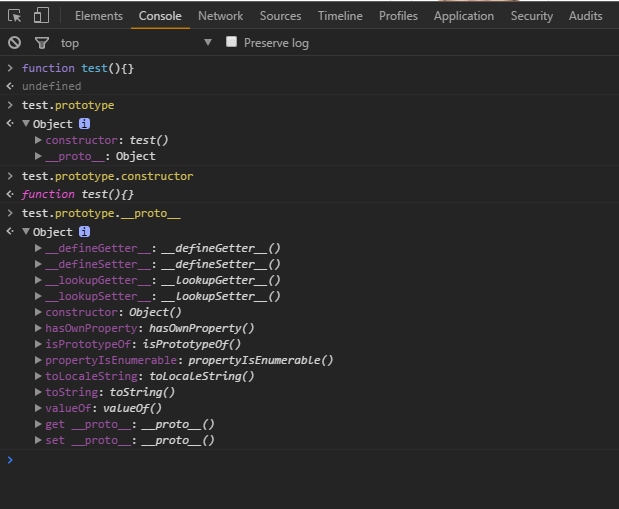 Elements Console Network Sources Timeline Profiles Application Security Audits
top Preserve log
function test(){}
undefined
test.prototype
Object i
constructor: test()
__proto__: Object
test.prototype.constructor
function test(){}
test.prototype.__proto__
Object i
__defineGetter__: __defineGetter__()
__defineSetter__: __defineSetter__()
__lookupGetter__: __lookupGetter__()
__lookupSetter__: __lookupSetter__()
constructor: Object()
hasOwnProperty: hasOwnProperty()
isPrototypeOf: isPrototypeOf()
propertyIsEnumerable: propertyIsEnumerable()
toLocaleString: toLocaleString()
toString: toString()
valueOf: valueOf()
get __proto__: __proto__()
set __proto__: __proto__()